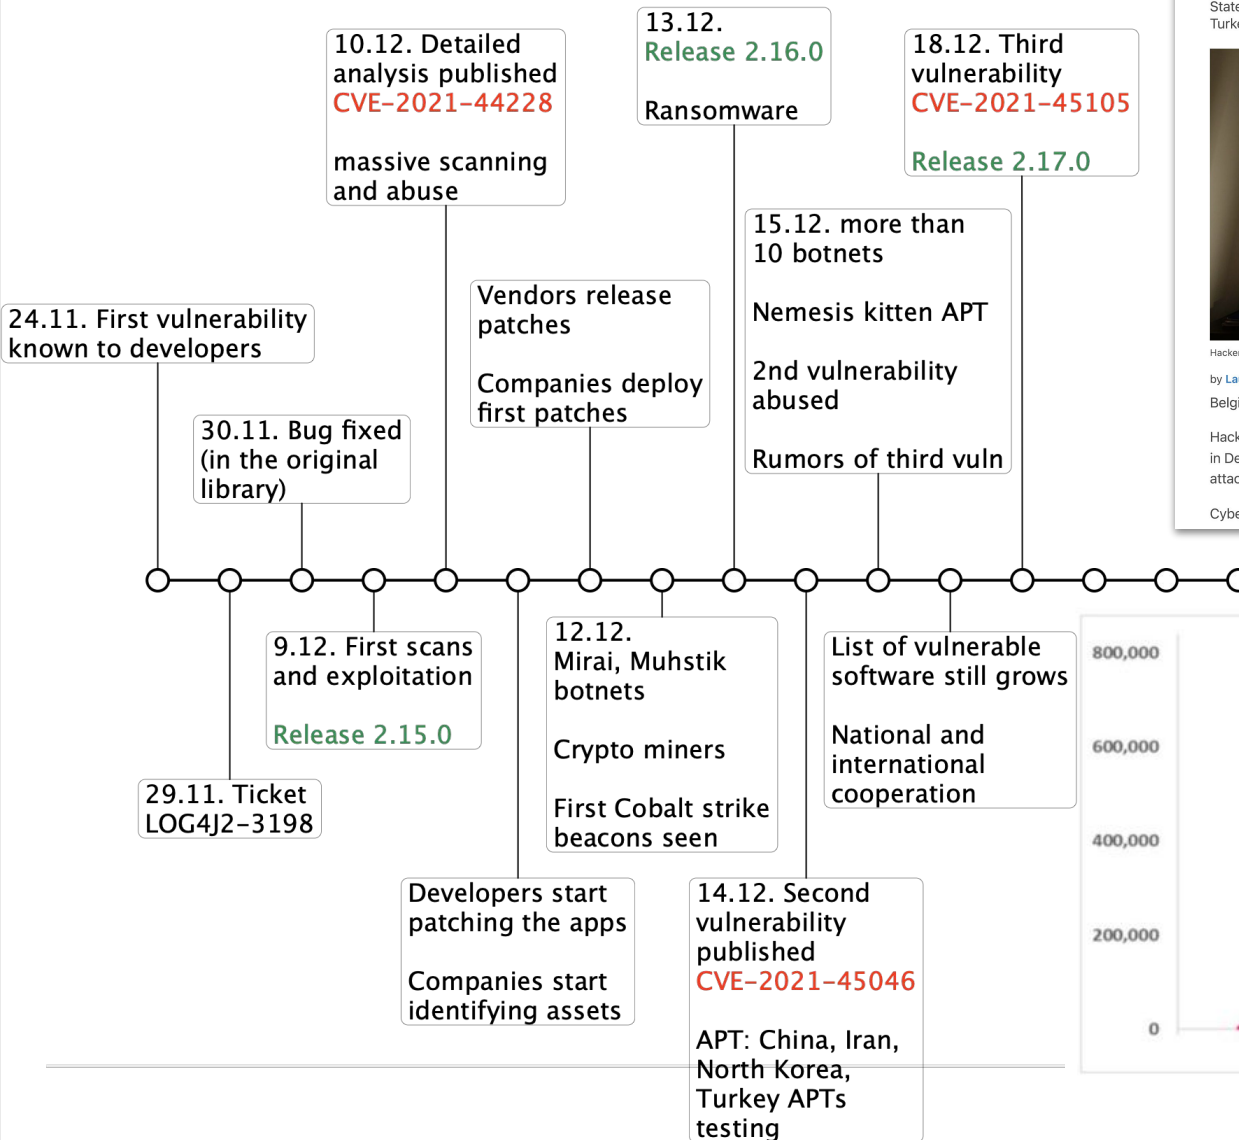 10.12. Detailed
analysis published
CVE-2021-44228
massive scanning
and abuse
13.12.
Release 2.16.0
Ransomware
18.12. Third
vulnerability
CVE-2021-45105
Release 2.17.0
15.12. more than
10 botnets
Nemesis kitten APT
2nd vulnerability
abused
Rumors of third vuln
Vendors release
patches
Companies deploy
first patches
24.11. First vulnerability
known to developers
30.11. Bug fixed
(in the original
library)
9.12. First scans
and exploitation
Release 2.15.0
29.11. Ticket
LOG4J2-3198
12.12.
Mirai, Muhstik
botnets
Crypto miners
First Cobalt strike
beacons seen
List of vulnerable
software still grows
National and
international
cooperation
Developers start
patching the apps
Companies start
identifying assets
14.12. Second
vulnerability
published
CVE-2021-45046
APT: China, Iran,
North Korea,
Turkey APTs
testing
by
800,000
600,000
400,000
200,000
0